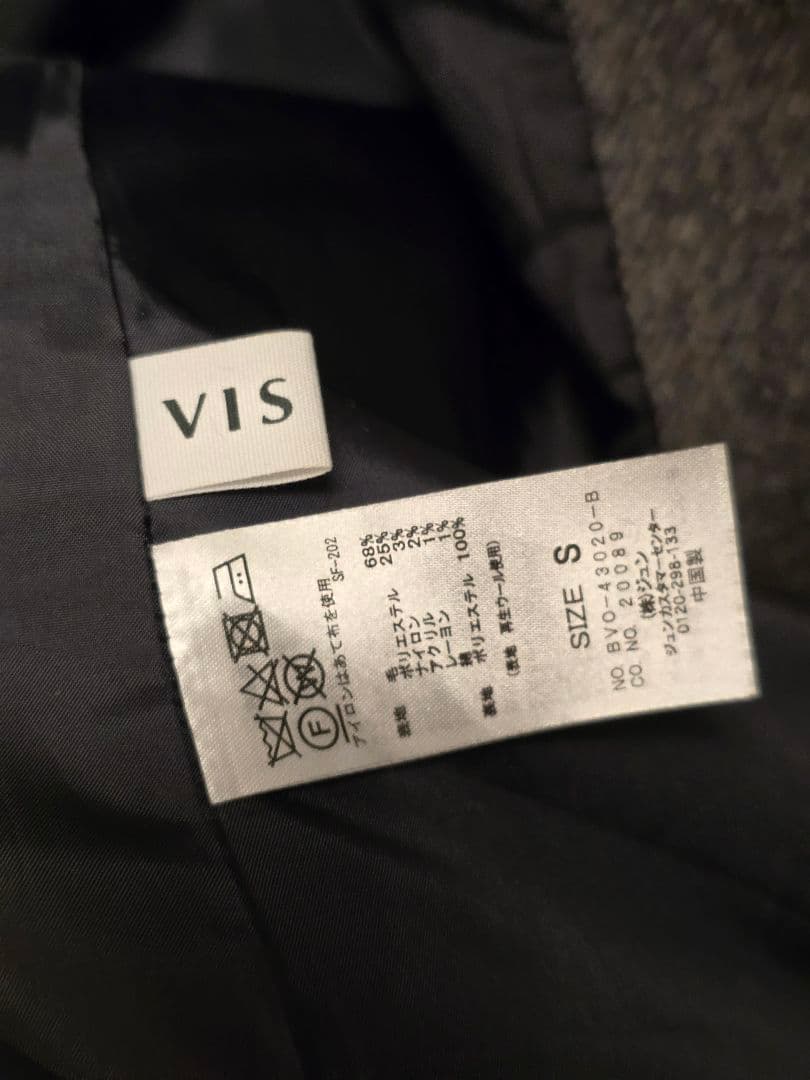 VIS
F W
アイロンはあて布を使用 SF-202
表地 毛 68%
ポリエステル 25%
ナイロン 3%
アクリル 2%
レーヨン 1%
綿 1%
裏地 ポリエステル 100%
(表地 再生ウール使用)
SIZE S
NO. BVO-43020-B
CO. NO. 20089
(株)ジュン
ジュンカスタマーセンター
0120-298-133
中国製